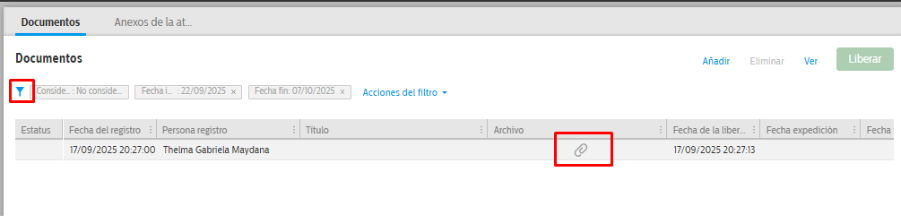 Documentos Anexos de la at...
Documentos
Añadir Eliminar Ver Liberar
Conside... : No conside... Fecha i... : 22/09/2025 × Fecha fin: 07/10/2025 × Acciones del filtro
Estatus Fecha del registro Persona registro Título Archivo Fecha de la liber... Fecha expedición Fecha
17/09/2025 20:27:00 Thelma Gabriela Maydana 17/09/2025 20:27:13